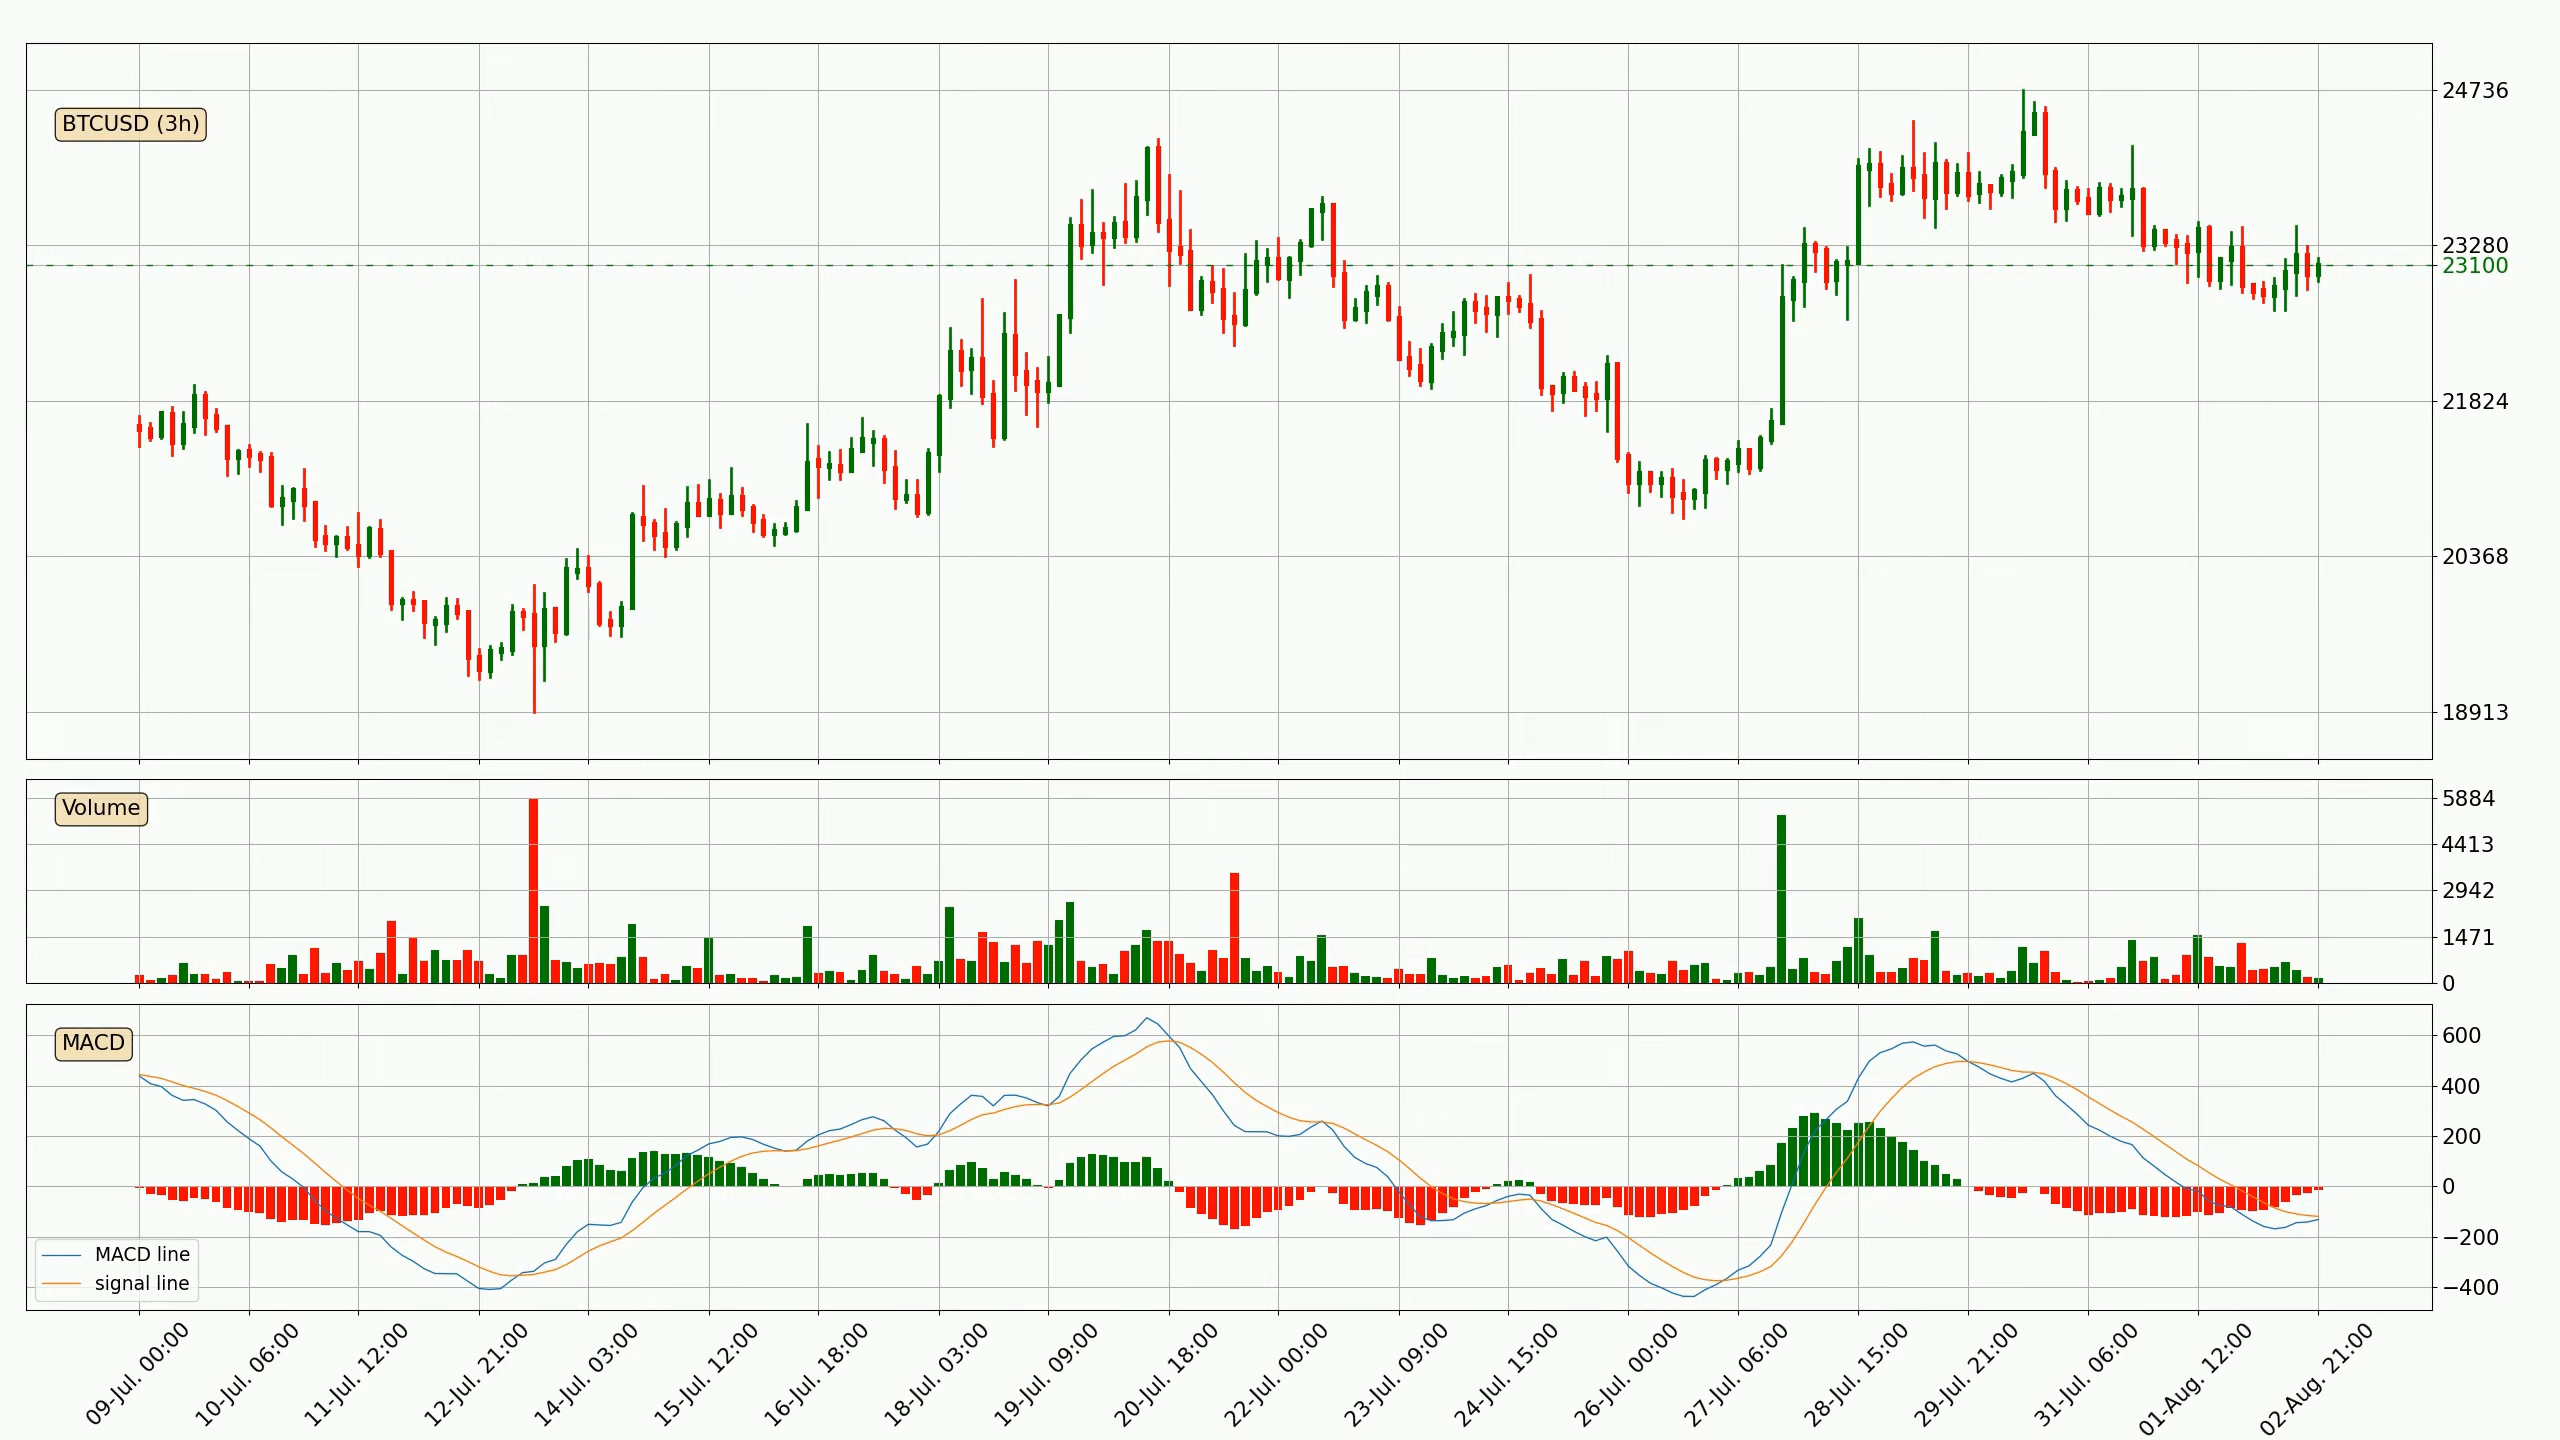 BTCUSD (3h)
24736
23280
23100
21824
20368
18913
Volume
5884
4413
2942
1471
0
MACD
600
400
200
0
−200
−400
MACD line
signal line
09-Jul. 00:00
10-Jul. 06:00
11-Jul. 12:00
12-Jul. 21:00
14-Jul. 03:00
15-Jul. 12:00
16-Jul. 18:00
18-Jul. 03:00
19-Jul. 09:00
20-Jul. 18:00
22-Jul. 00:00
23-Jul. 09:00
24-Jul. 15:00
26-Jul. 00:00
27-Jul. 06:00
28-Jul. 15:00
29-Jul. 21:00
31-Jul. 06:00
01-Aug. 12:00
02-Aug. 21:00